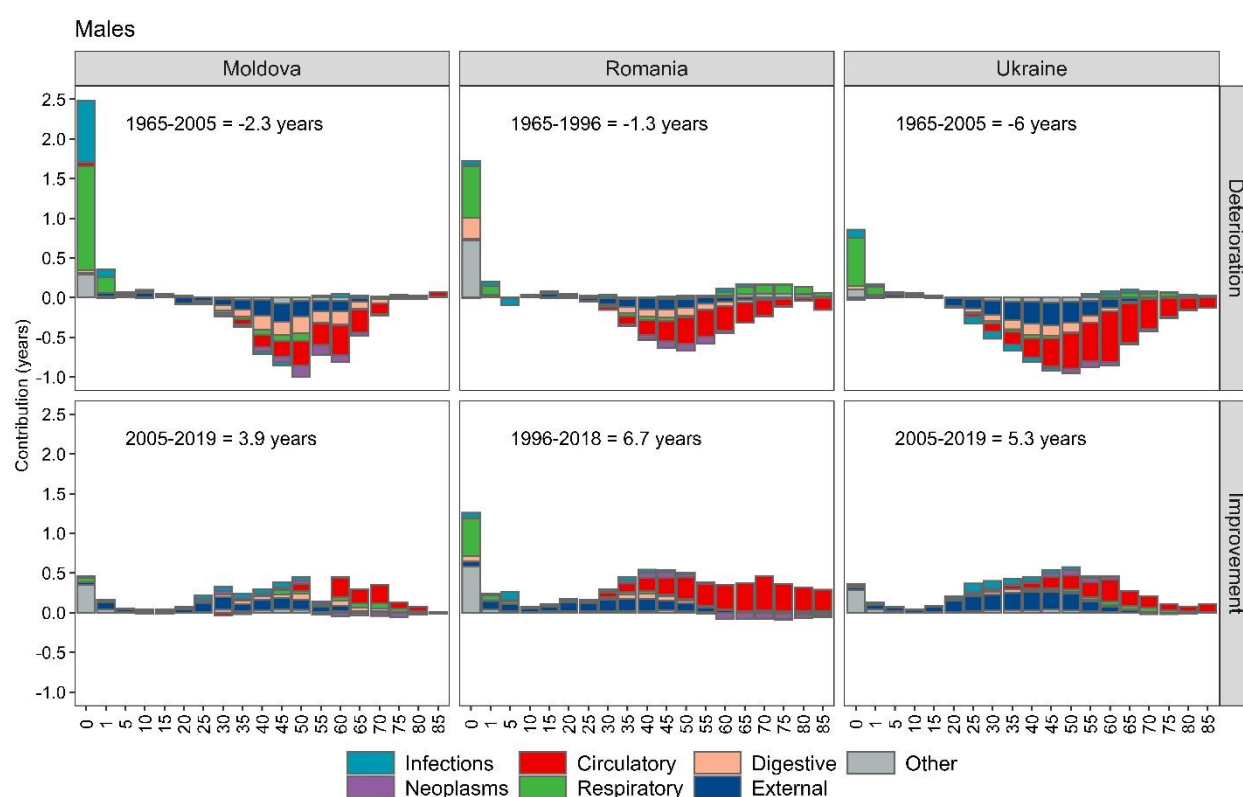 Males
Moldova
Romania
Ukraine
Contribution (years)
2.5
2.0
1.5
1.0
0.5
0.0
-0.5
-1.0
1965-2005 = -2.3 years
1965-1996 = -1.3 years
1965-2005 = -6 years
Deterioration
2.5
2.0
1.5
1.0
0.5
0.0
-0.5
-1.0
2005-2019 = 3.9 years
1996-2018 = 6.7 years
2005-2019 = 5.3 years
Improvement
0 1 5 10 15 20 25 30 35 40 45 50 55 60 65 70 75 80 85
0 1 5 10 15 20 25 30 35 40 45 50 55 60 65 70 75 80 85
0 1 5 10 15 20 25 30 35 40 45 50 55 60 65 70 75 80 85
Infections Circulatory Digestive Other
Neoplasms Respiratory External